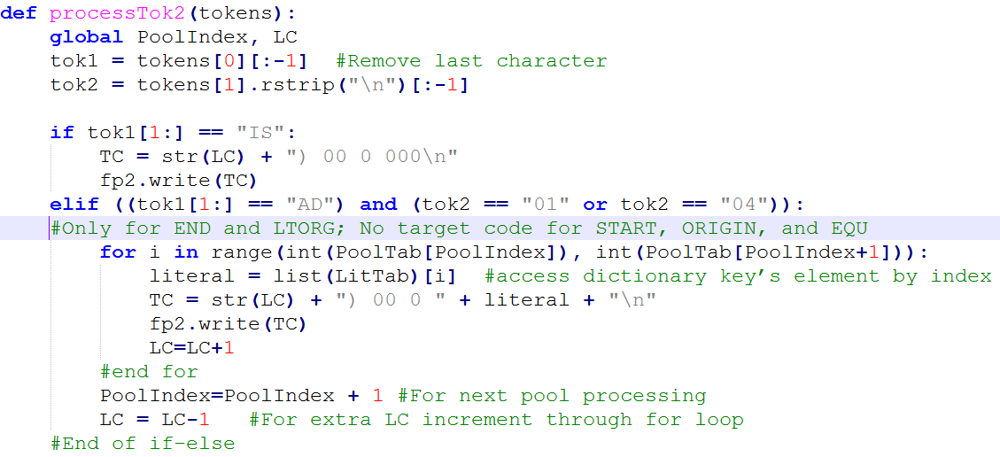 def processTok2(tokens):
    global PoolIndex, LC
    tok1 = tokens[0][:-1]  #Remove last character
    tok2 = tokens[1].rstrip("\n")[:-1]

    if tok1[1:] == "IS":
        TC = str(LC) + ") 00 0 000\n"
        fp2.write(TC)
    elif ((tok1[1:] == "AD") and (tok2 == "01" or tok2 == "04")):
    #Only for END and LTORG; No target code for START, ORIGIN, and EQU
        for i in range(int(PoolTab[PoolIndex]), int(PoolTab[PoolIndex+1])):
            literal = list(LitTab)[i]  #access dictionary key’s element by index
            TC = str(LC) + ") 00 0 " + literal + "\n"
            fp2.write(TC)
            LC=LC+1
        #end for
        PoolIndex=PoolIndex + 1 #For next pool processing
        LC = LC-1   #For extra LC increment through for loop
    #End of if-else